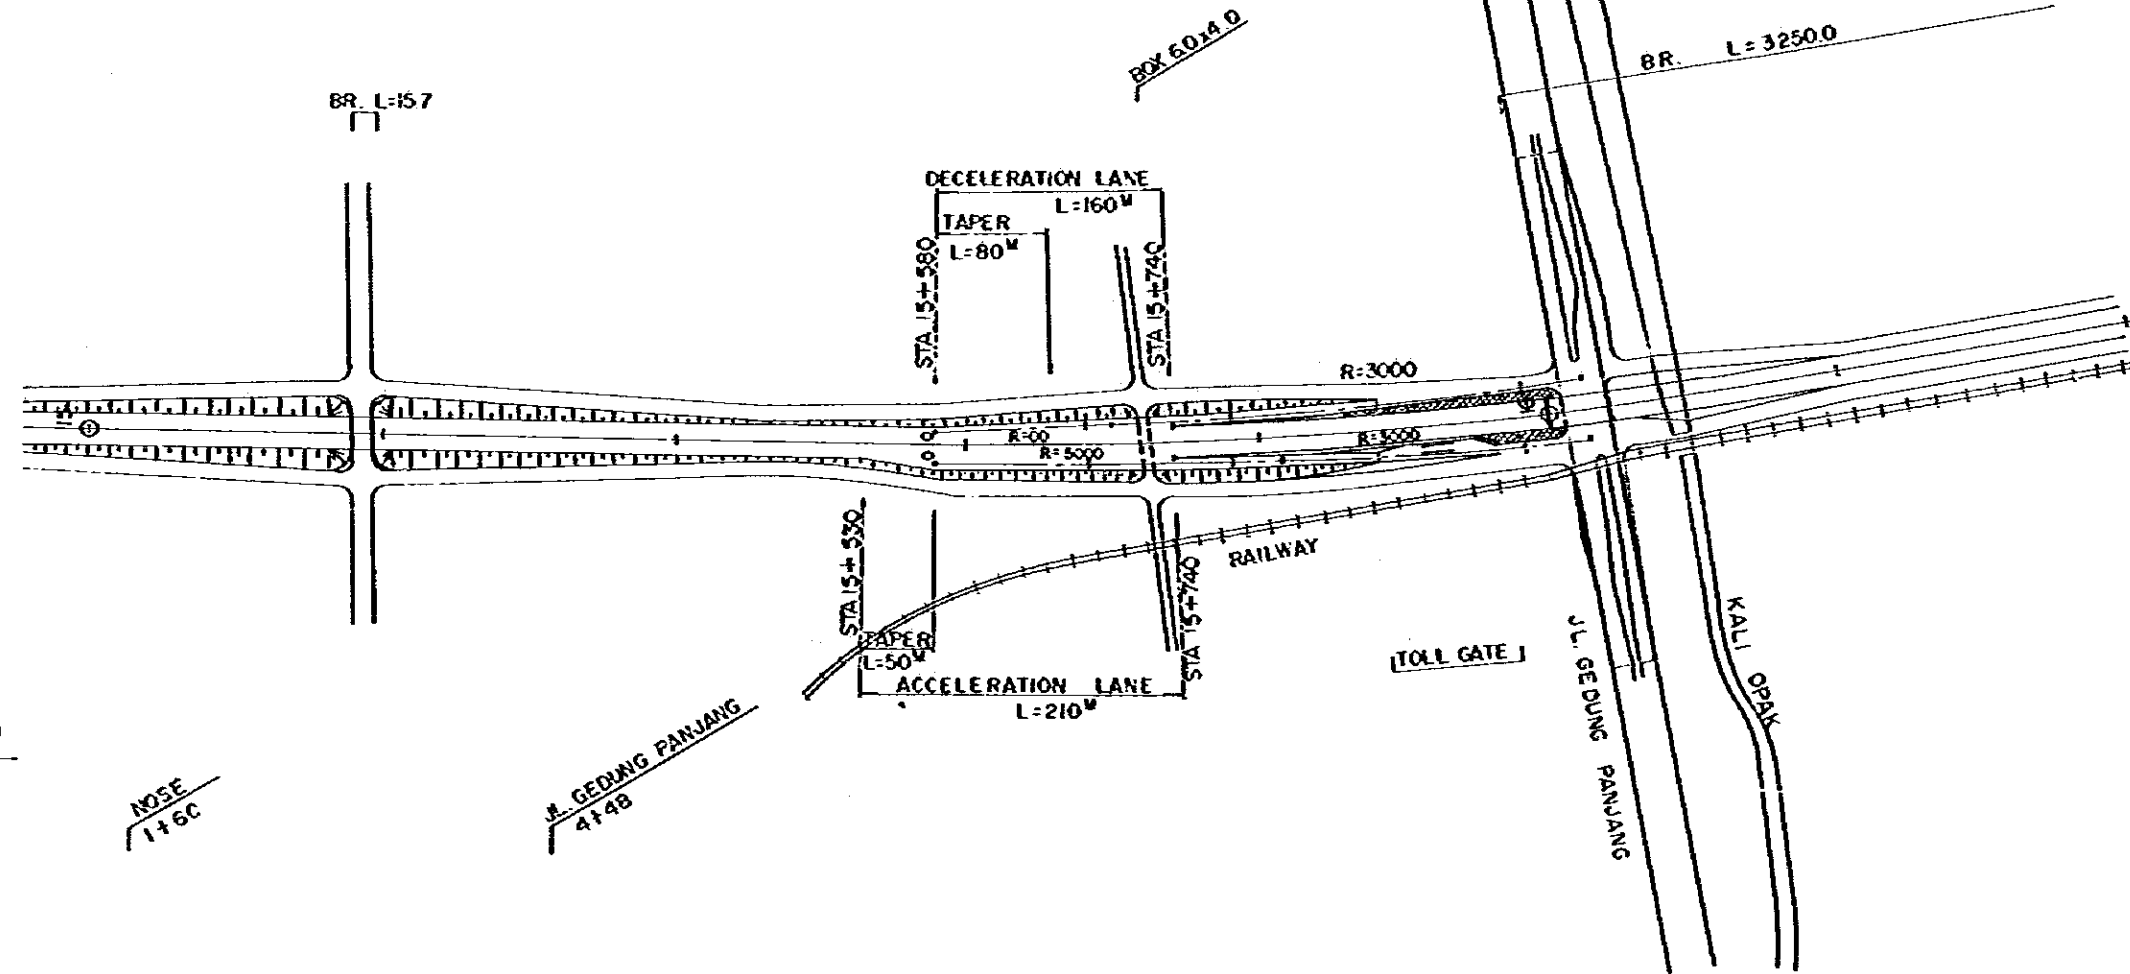 BOX 6.0x4.0
BR. L=3250.0
BR. L=15.7
DECELERATION LANE
L=160M
TAPER
L=80M
STA 15+580
STA 15+740
R=3000
R=00
R=3000
R=5000
STA 15+530
STA 15+740
RAILWAY
TAPER
L=50M
ACCELERATION LANE
L=210M
TOLL GATE
JL. GEDUNG PANJANG
KALI OPAK
JL. GEDUNG PANJANG
4+48
NOSE
1+60